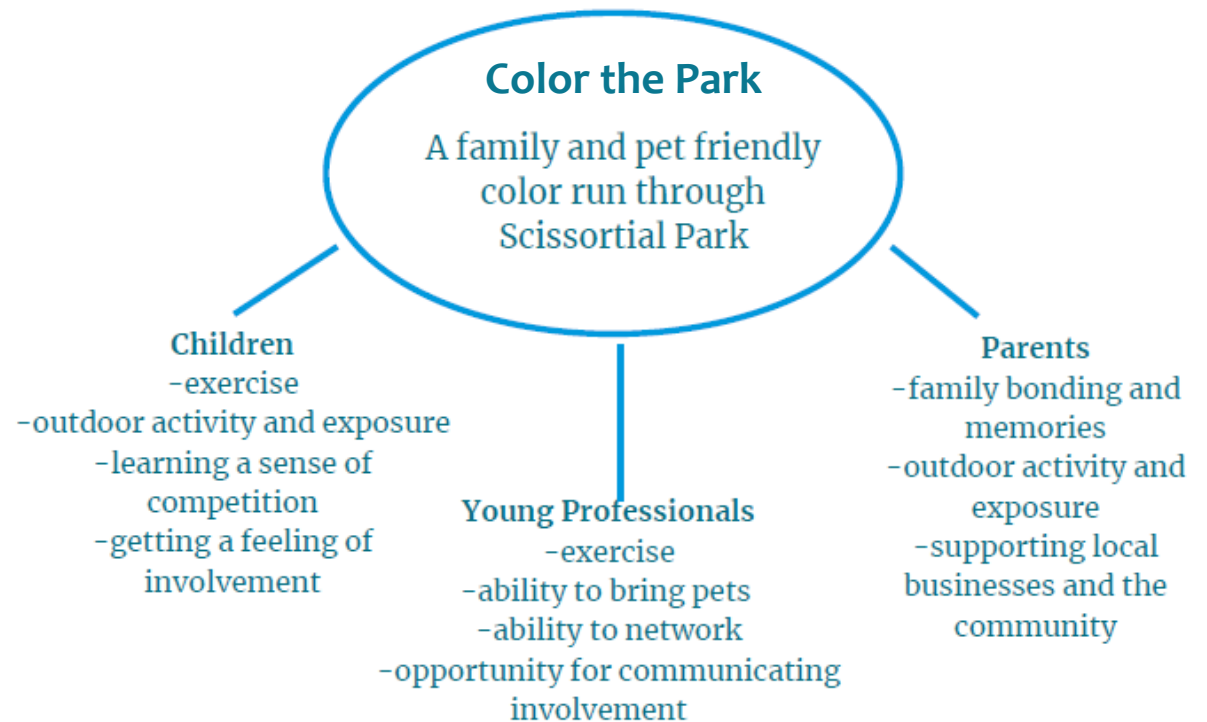 Color the Park
A family and pet friendly
color run through
Scissortial Park
Children
-exercise
-outdoor activity and exposure
-learning a sense of
competition
-getting a feeling of
involvement
Young Professionals
-exercise
-ability to bring pets
-ability to network
-opportunity for communicating
involvement
Parents
-family bonding and
memories
-outdoor activity and
exposure
-supporting local
businesses and the
community